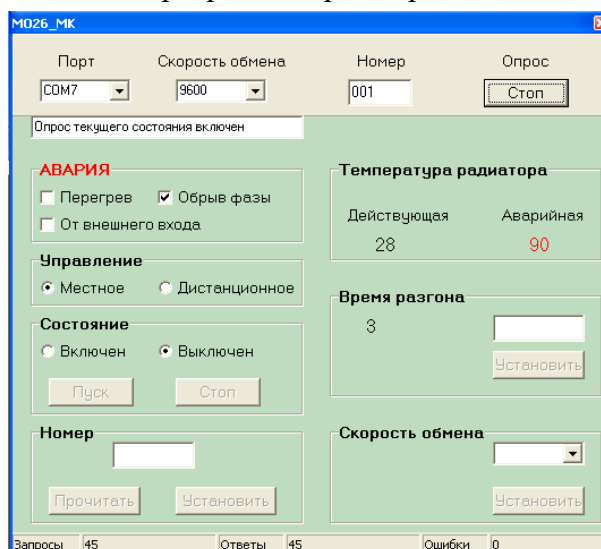 МО26_МК
Порт Скорость обмена Номер Опрос
COM7 9600 001 Стоп
Опрос текущего состояния включен
АВАРИЯ
Перегрев Обрыв фазы
От внешнего входа
Температура радиатора
Действующая Аварийная
28 90
Управление
Местное Дистанционное
Время разгона
3
Установить
Состояние
Включен Выключен
Пуск Стоп
Номер
Прочитать Установить
Скорость обмена
Установить
Запросы 45 Ответы 45 Ошибки 0